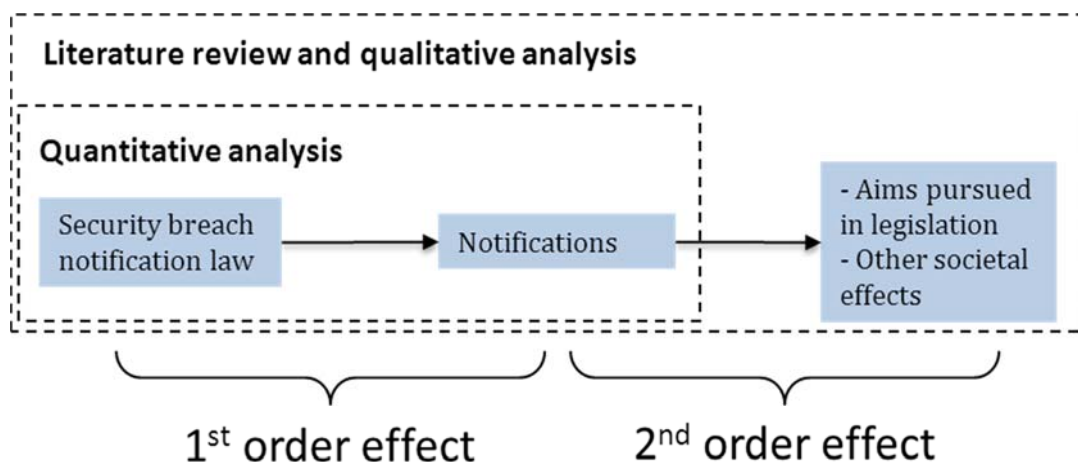 Literature review and qualitative analysis
Quantitative analysis
Security breach
notification law
Notifications
- Aims pursued
in legislation
- Other societal
effects
1st order effect
2nd order effect